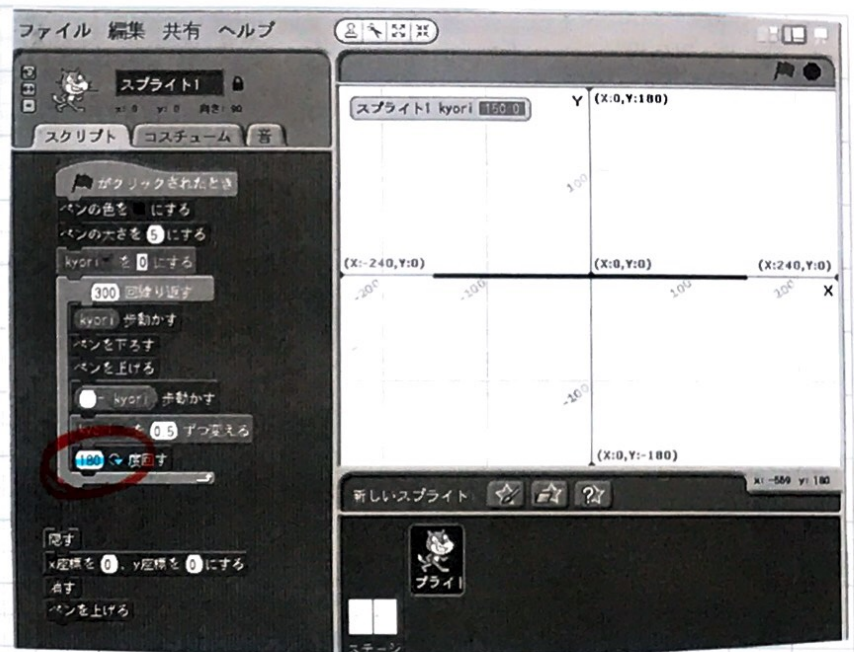 ファイル 編集 共有 ヘルプ
スプライト1
x: 0 y: 0 向き: 90
スクリプト コスチューム 音
がクリックされたとき
ペンの色を にする
ペンの大きさを 5 にする
kyori を 0 にする
300 回繰り返す
kyori 歩動かす
ペンを下ろす
ペンを上げる
- kyori 歩動かす
を 0.5 ずつ変える
180 度回す
隠す
x座標を 0 、y座標を 0 にする
消す
ペンを上げる
スプライト1 kyori 150.0
Y (X:0,Y:180)
100
(X:-240,Y:0) (X:0,Y:0) (X:240,Y:0)
-200 -100 100 200 X
-100
(X:0,Y:-180)
新しいスプライト
x: -569 y: 180
プライ
ステージ